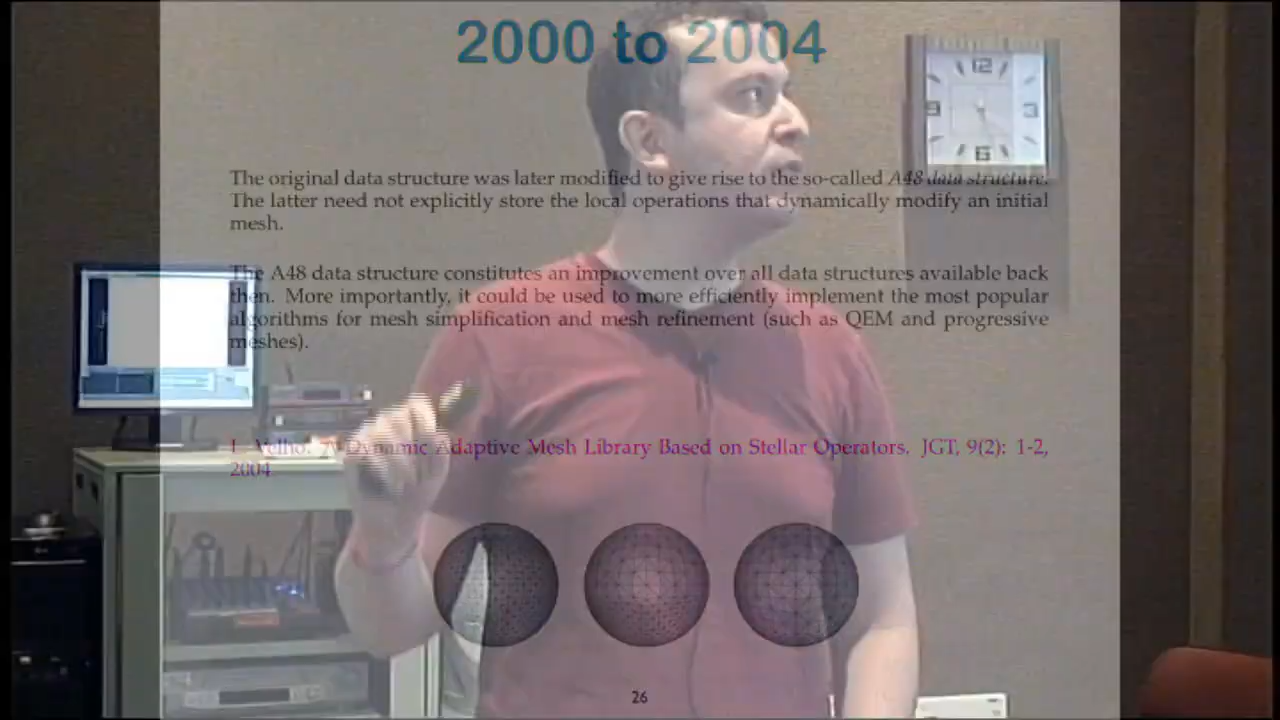 2000 to 2004
12
3
6
The original data structure was later modified to give rise to the so-called A48 data structure.
The latter need not explicitly store the local operations that dynamically modify an initial
mesh.
The A48 data structure constitutes an improvement over all data structures available back
then. More importantly, it could be used to more efficiently implement the most popular
algorithms for mesh simplification and mesh refinement (such as QEM and progressive
meshes).
L. Velho. A Dynamic Adaptive Mesh Library Based on Stellar Operators. JGT, 9(2): 1-2,
2004
26